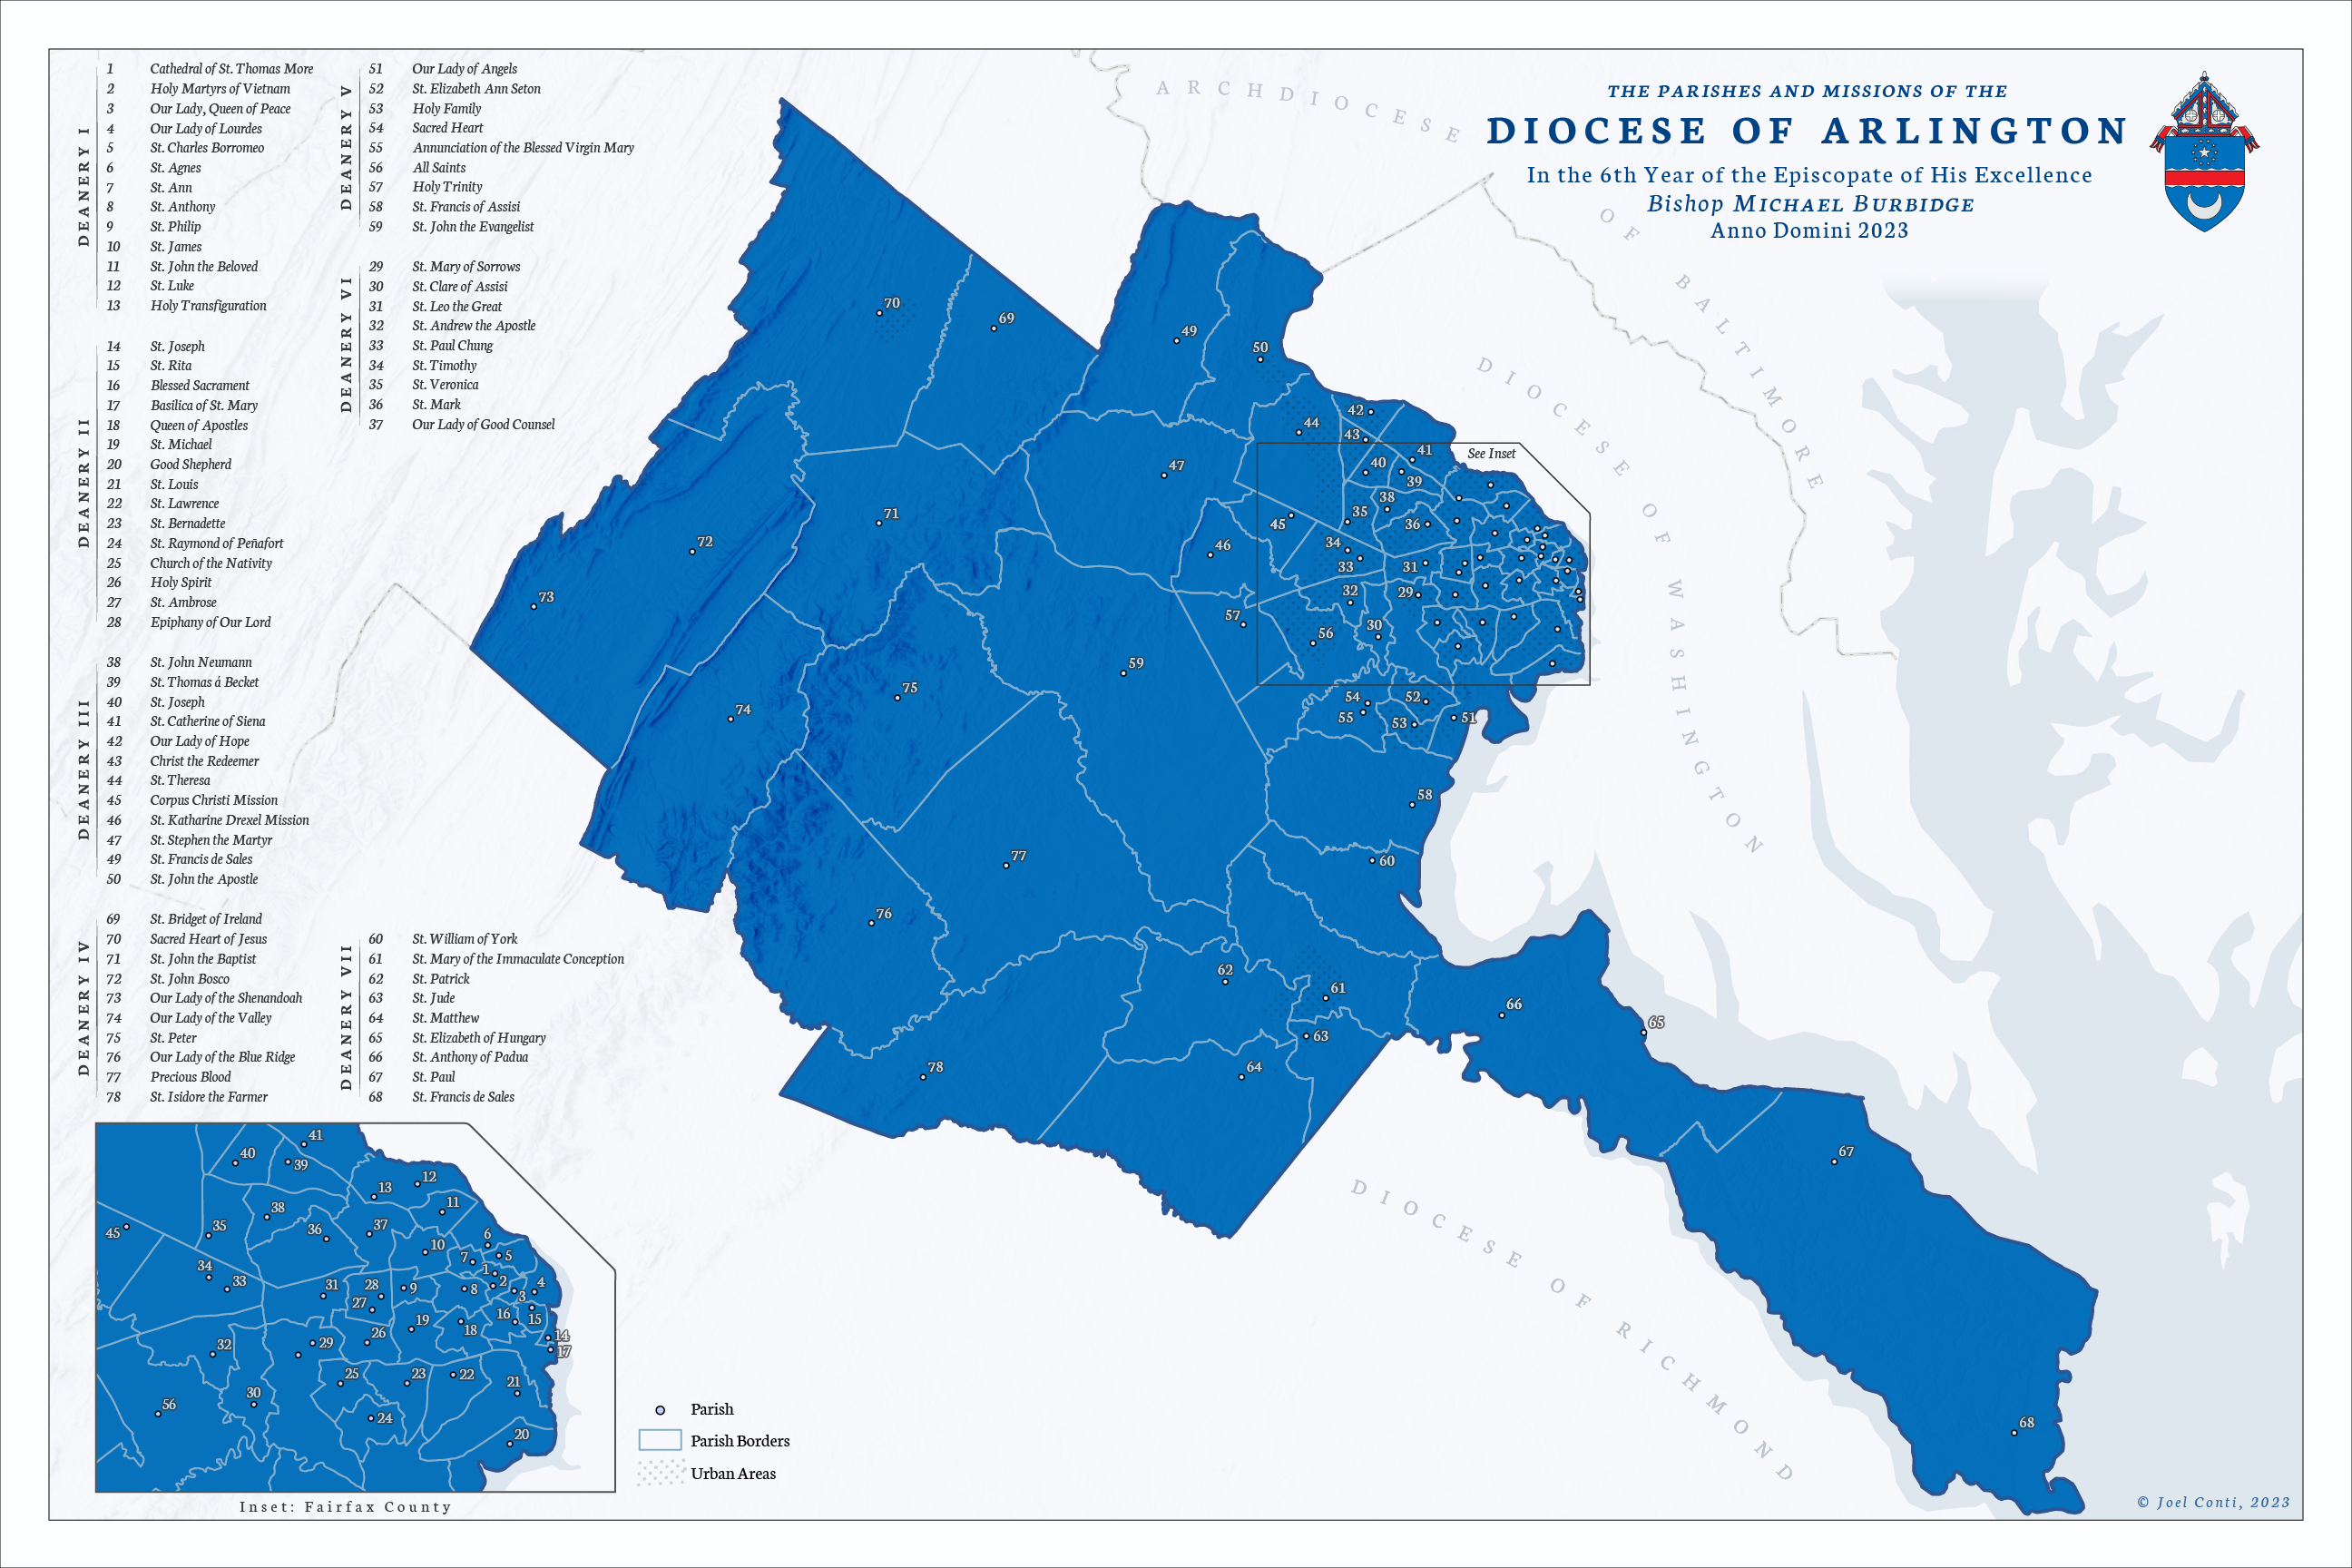 THE PARISHES AND MISSIONS OF THE
DIOCESE OF ARLINGTON
In the 6th Year of the Episcopate of His Excellence
Bishop MICHAEL BURBIDGE
Anno Domini 2023
DEANERY I
1 Cathedral of St. Thomas More
2 Holy Martyrs of Vietnam
3 Our Lady, Queen of Peace
4 Our Lady of Lourdes
5 St. Charles Borromeo
6 St. Agnes
7 St. Ann
8 St. Anthony
9 St. Philip
10 St. James
11 St. John the Beloved
12 St. Luke
13 Holy Transfiguration
DEANERY II
14 St. Joseph
15 St. Rita
16 Blessed Sacrament
17 Basilica of St. Mary
18 Queen of Apostles
19 St. Michael
20 Good Shepherd
21 St. Louis
22 St. Lawrence
23 St. Bernadette
24 St. Raymond of Peñafort
25 Church of the Nativity
26 Holy Spirit
27 St. Ambrose
28 Epiphany of Our Lord
DEANERY III
38 St. John Neumann
39 St. Thomas á Becket
40 St. Joseph
41 St. Catherine of Siena
42 Our Lady of Hope
43 Christ the Redeemer
44 St. Theresa
45 Corpus Christi Mission
46 St. Katharine Drexel Mission
47 St. Stephen the Martyr
49 St. Francis de Sales
50 St. John the Apostle
DEANERY IV
69 St. Bridget of Ireland
70 Sacred Heart of Jesus
71 St. John the Baptist
72 St. John Bosco
73 Our Lady of the Shenandoah
74 Our Lady of the Valley
75 St. Peter
76 Our Lady of the Blue Ridge
77 Precious Blood
78 St. Isidore the Farmer
DEANERY V
51 Our Lady of Angels
52 St. Elizabeth Ann Seton
53 Holy Family
54 Sacred Heart
55 Annunciation of the Blessed Virgin Mary
56 All Saints
57 Holy Trinity
58 St. Francis of Assisi
59 St. John the Evangelist
DEANERY VI
29 St. Mary of Sorrows
30 St. Clare of Assisi
31 St. Leo the Great
32 St. Andrew the Apostle
33 St. Paul Chung
34 St. Timothy
35 St. Veronica
36 St. Mark
37 Our Lady of Good Counsel
DEANERY VII
60 St. William of York
61 St. Mary of the Immaculate Conception
62 St. Patrick
63 St. Jude
64 St. Matthew
65 St. Elizabeth of Hungary
66 St. Anthony of Padua
67 St. Paul
68 St. Francis de Sales
ARCHDIOCESE OF BALTIMORE
DIOCESE OF WASHINGTON
DIOCESE OF RICHMOND
See Inset
70
69
49
50
42
44
43
41
40
47
39
38
35
45
36
71
34
46
72
33
31
32
29
73
57
30
56
59
75
54
52
74
55
53
51
58
77
60
76
62
61
66
65
63
78
64
67
68
41
40
39
12
13
11
38
35
45
36
37
6
10
7
5
34
1
33
31
28
9
8
2
4
3
27
16
15
19
18
26
14
32
29
17
25
23
22
21
30
56
24
20
Inset: Fairfax County
Parish
Parish Borders
Urban Areas
© Joel Conti, 2023